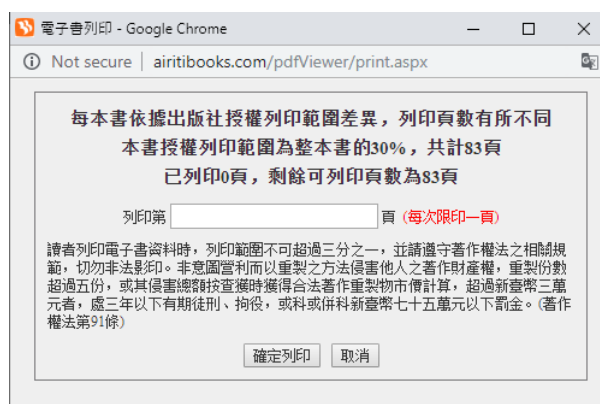 電子書列印 - Google Chrome
Not secure | airitibooks.com/pdfViewer/print.aspx
每本書依據出版社授權列印範圍差異，列印頁數有所不同
本書授權列印範圍為整本書的30%，共計83頁
已列印0頁，剩餘可列印頁數為83頁
列印第 頁 (每次限印一頁)
讀者列印電子書資料時，列印範圍不可超過三分之一，並請遵守著作權法之相關規
範，切勿非法影印。非意圖營利而以重製之方法侵害他人之著作財產權，重製份數
超過五份，或其侵害總額按查獲時獲得合法著作重製物市價計算，超過新臺幣三萬
元者，處三年以下有期徒刑、拘役，或科或併科新臺幣七十五萬元以下罰金。(著作
權法第91條)
確定列印 取消